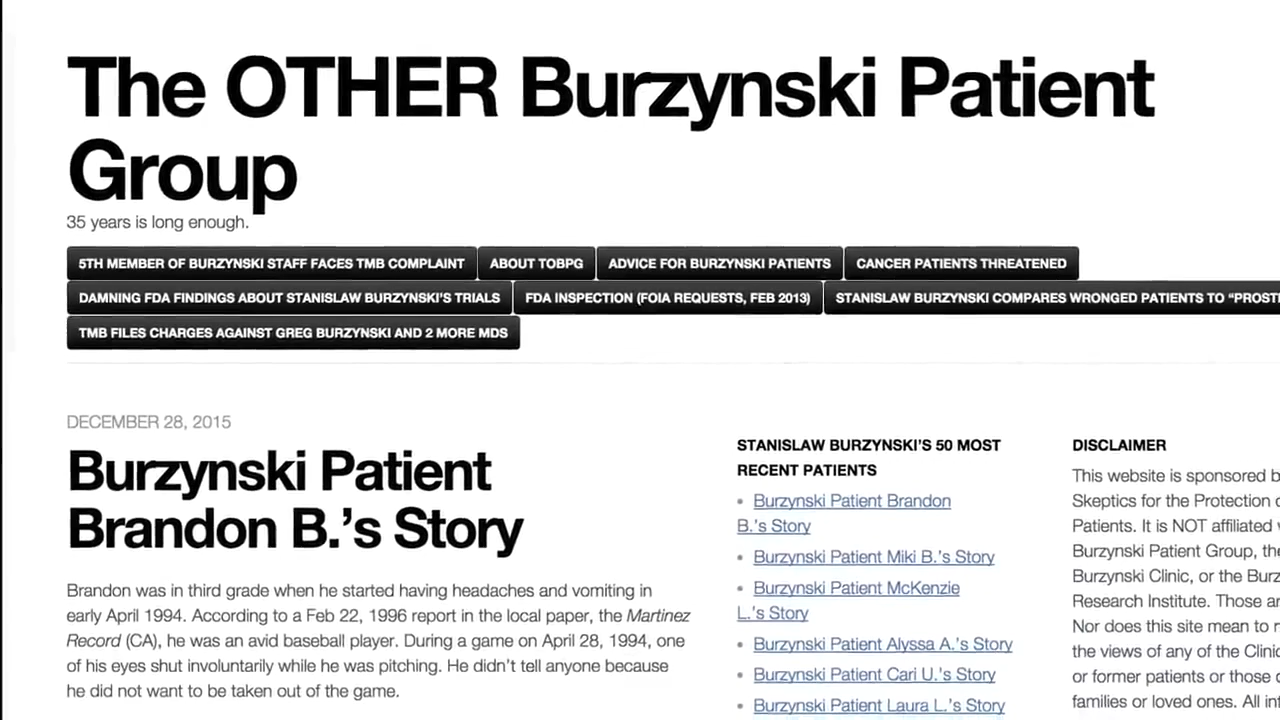 The OTHER Burzynski Patient
Group
35 years is long enough.
5TH MEMBER OF BURZYNSKI STAFF FACES TMB COMPLAINT
ABOUT TOBPG
ADVICE FOR BURZYNSKI PATIENTS
CANCER PATIENTS THREATENED
DAMNING FDA FINDINGS ABOUT STANISLAW BURZYNSKI'S TRIALS
FDA INSPECTION (FOIA REQUESTS, FEB 2013)
STANISLAW BURZYNSKI COMPARES WRONGED PATIENTS TO
TMB FILES CHARGES AGAINST GREG BURZYNSKI AND 2 MORE MDS
DECEMBER 28, 2015
Burzynski Patient
Brandon B.'s Story
Brandon was in third grade when he started having headaches and vomiting in
early April 1994. According to a Feb 22, 1996 report in the local paper, the Martinez
Record (CA), he was an avid baseball player. During a game on April 28, 1994, one
of his eyes shut involuntarily while he was pitching. He didn't tell anyone because
he did not want to be taken out of the game.
STANISLAW BURZYNSKI'S 50 MOST
RECENT PATIENTS
• Burzynski Patient Brandon
B.'s Story
• Burzynski Patient Miki B.'s Story
• Burzynski Patient McKenzie
L.'s Story
• Burzynski Patient Alyssa A.'s Story
• Burzynski Patient Cari U.'s Story
• Burzynski Patient Laura L.'s Story
DISCLAIMER
This website is sponsored
Skeptics for the Protection
Patients. It is NOT affiliated
Burzynski Patient Group,
Burzynski Clinic, or the
Research Institute. Those
Nor does this site mean to
the views of any of the
or former patients or those
families or loved ones. All